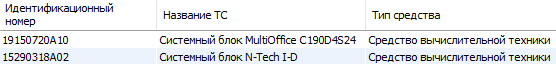 Идентификационный номер Название ТС Тип средства
19150720A10 Системный блок MultiOffice C190D4S24 Средство вычислительной техники
15290318A02 Системный блок N-Tech I-D Средство вычислительной техники